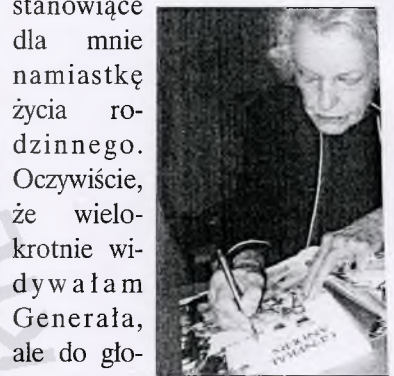 stanowiące
dla mnie
namiastkę
życia ro-
dzinnego.
Oczywiście,
że wielo-
krotnie wi-
dywałam
Generała,
ale do gło-